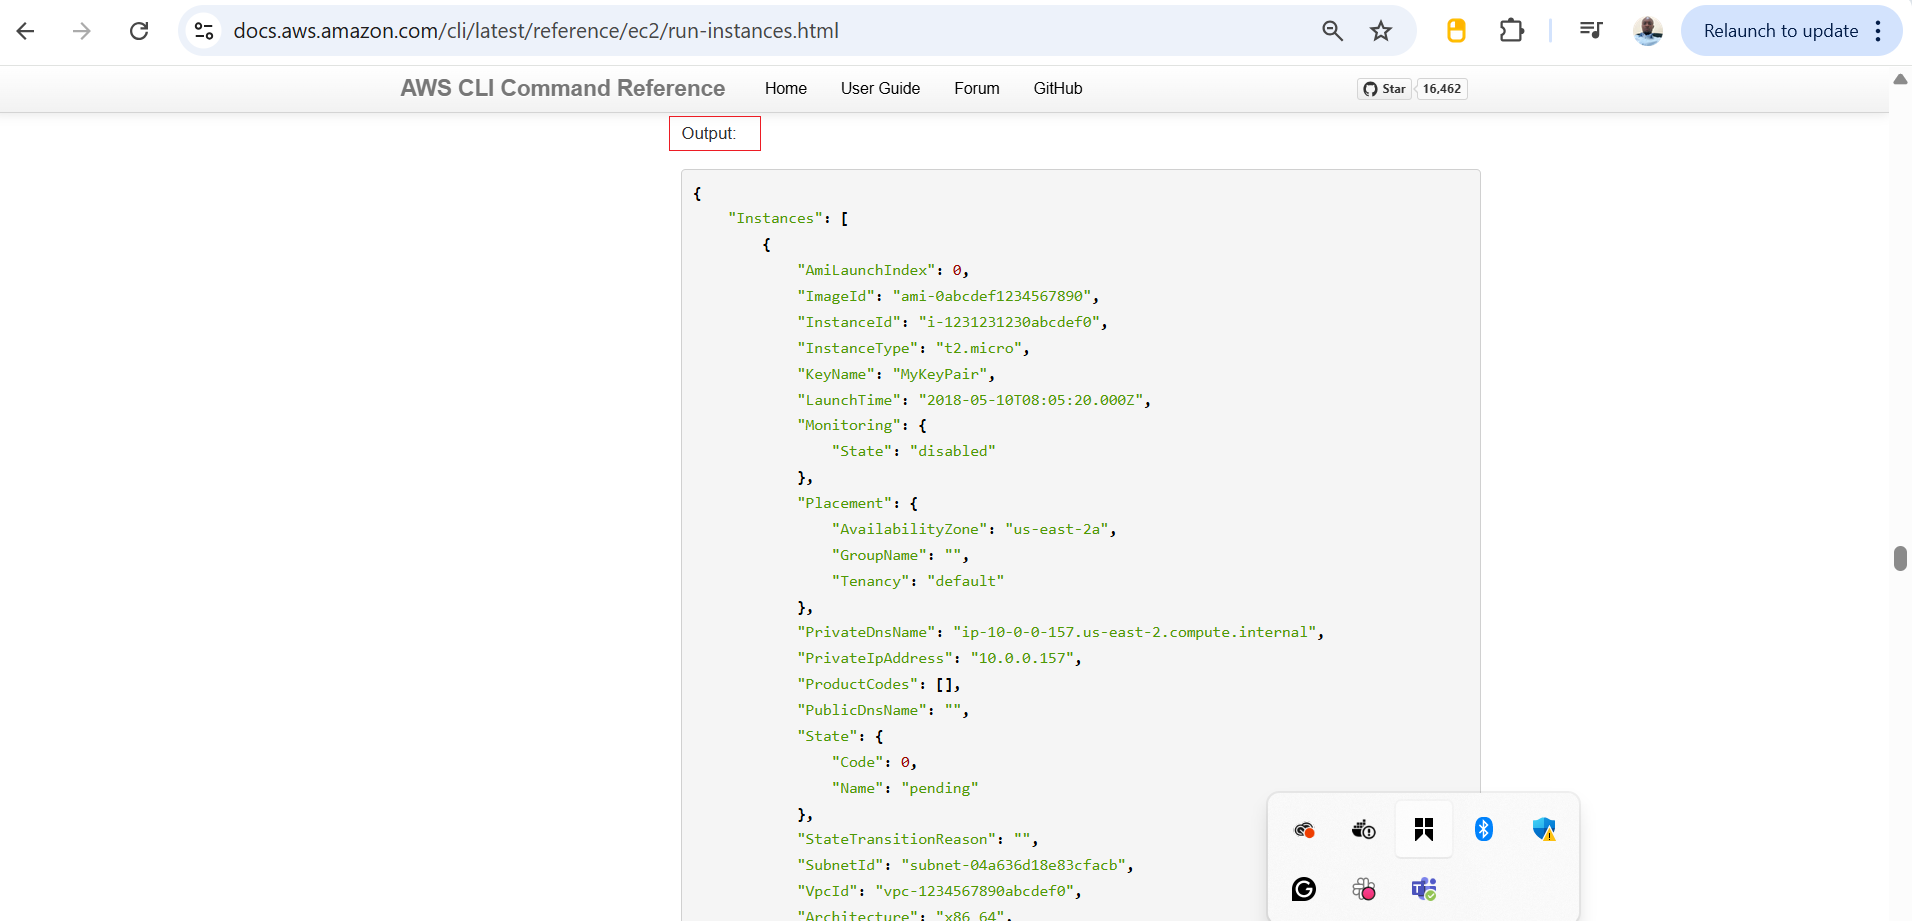 docs.aws.amazon.com/cli/latest/reference/ec2/run-instances.html
Relaunch to update
AWS CLI Command Reference
Home
User Guide
Forum
GitHub
Star
16,462
Output:
{
"Instances": [
{
"AmiLaunchIndex": 0,
"ImageId": "ami-0abcdef1234567890",
"InstanceId": "i-1231231230abcdef0",
"InstanceType": "t2.micro",
"KeyName": "MyKeyPair",
"LaunchTime": "2018-05-10T08:05:20.000Z",
"Monitoring": {
"State": "disabled"
},
"Placement": {
"AvailabilityZone": "us-east-2a",
"GroupName": "",
"Tenancy": "default"
},
"PrivateDnsName": "ip-10-0-0-157.us-east-2.compute.internal",
"PrivateIpAddress": "10.0.0.157",
"ProductCodes": [],
"PublicDnsName": "",
"State": {
"Code": 0,
"Name": "pending"
},
"StateTransitionReason": "",
"SubnetId": "subnet-04a636d18e83cfacb",
"VpcId": "vpc-1234567890abcdef0",
"Architecture": "x86_64",